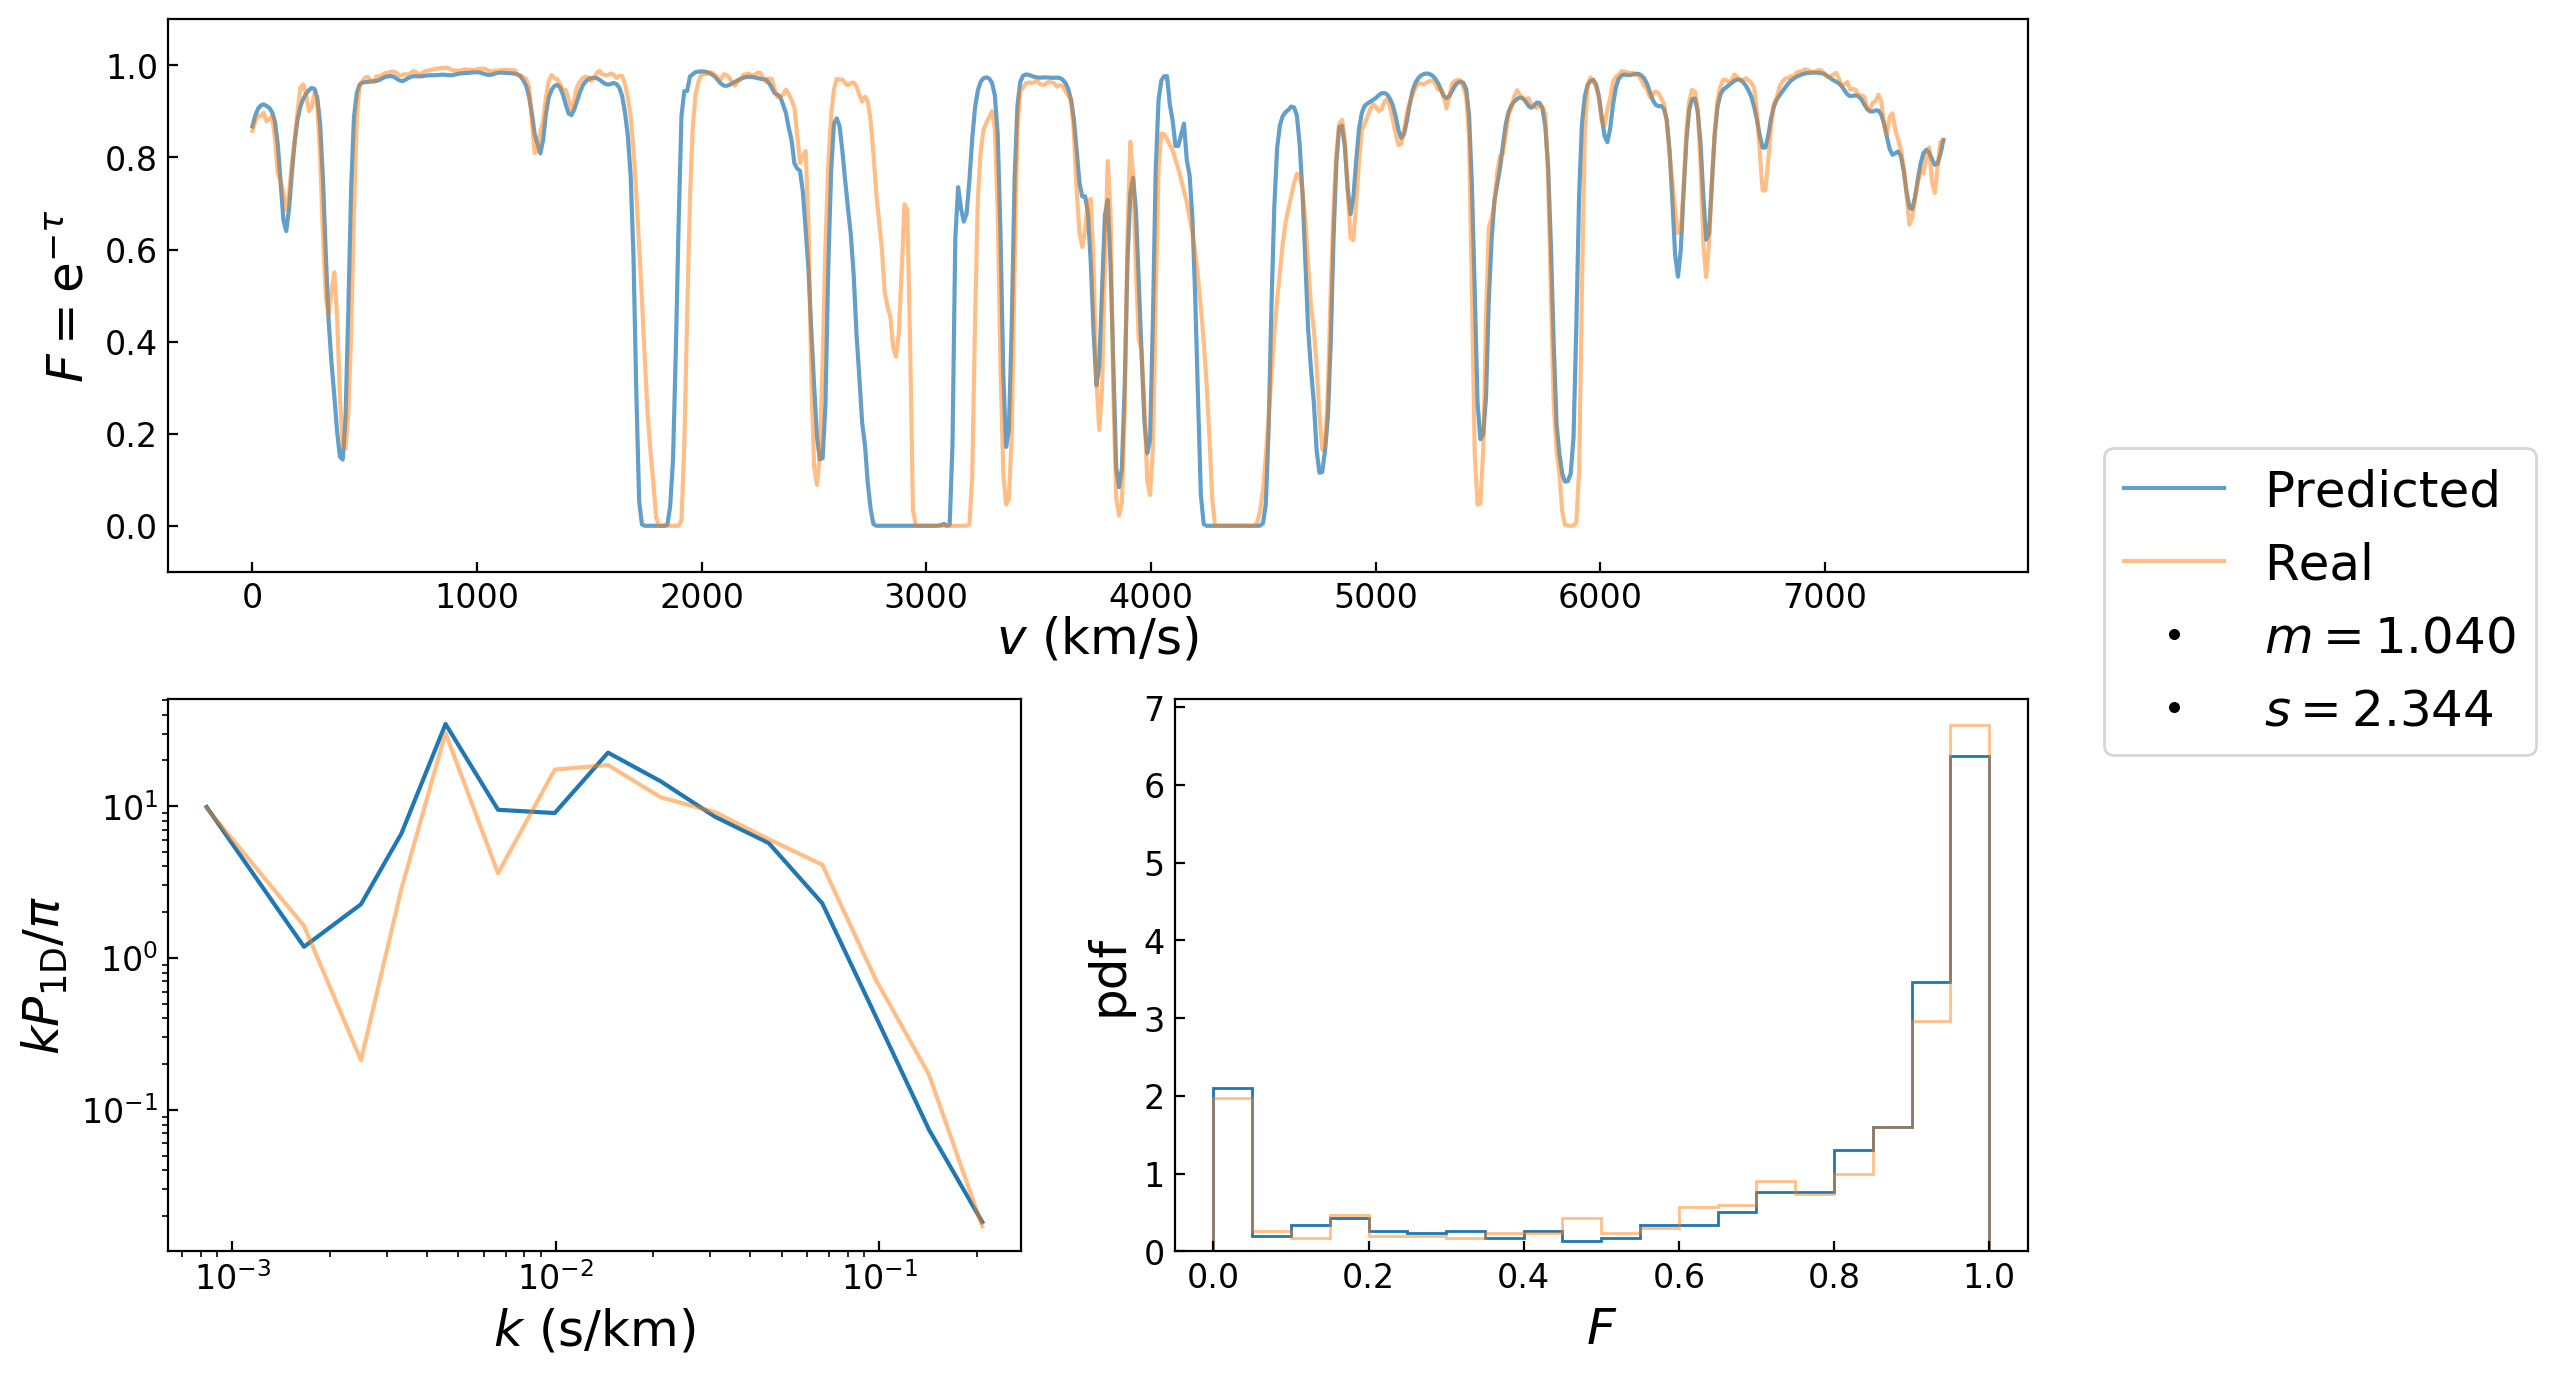 1.0
0.8
0.6
0.4
0.2
0.0
F = e^{−τ}
0 1000 2000 3000 4000 5000 6000 7000
v (km/s)
Predicted
Real
m = 1.040
s = 2.344
10^1
10^0
10^{−1}
kP_{1D}/π
10^{−3} 10^{−2} 10^{−1}
k (s/km)
7
6
5
4
3
2
1
0
pdf
0.0 0.2 0.4 0.6 0.8 1.0
F